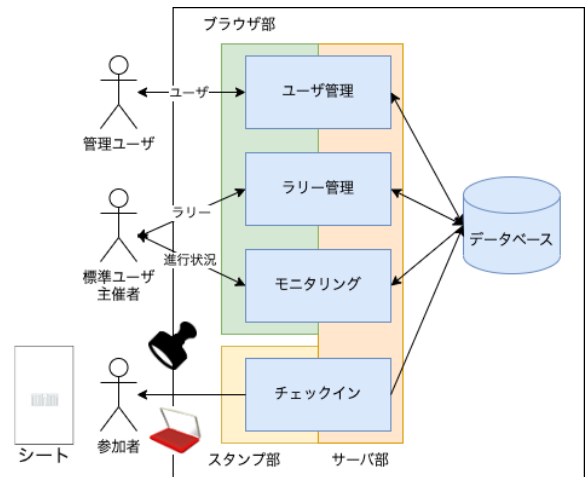 ブラウザ部
ユーザ
ユーザ管理
管理ユーザ
ラリー
ラリー管理
データベース
進行状況
モニタリング
標準ユーザ
主催者
チェックイン
参加者
シート
スタンプ部
サーバ部